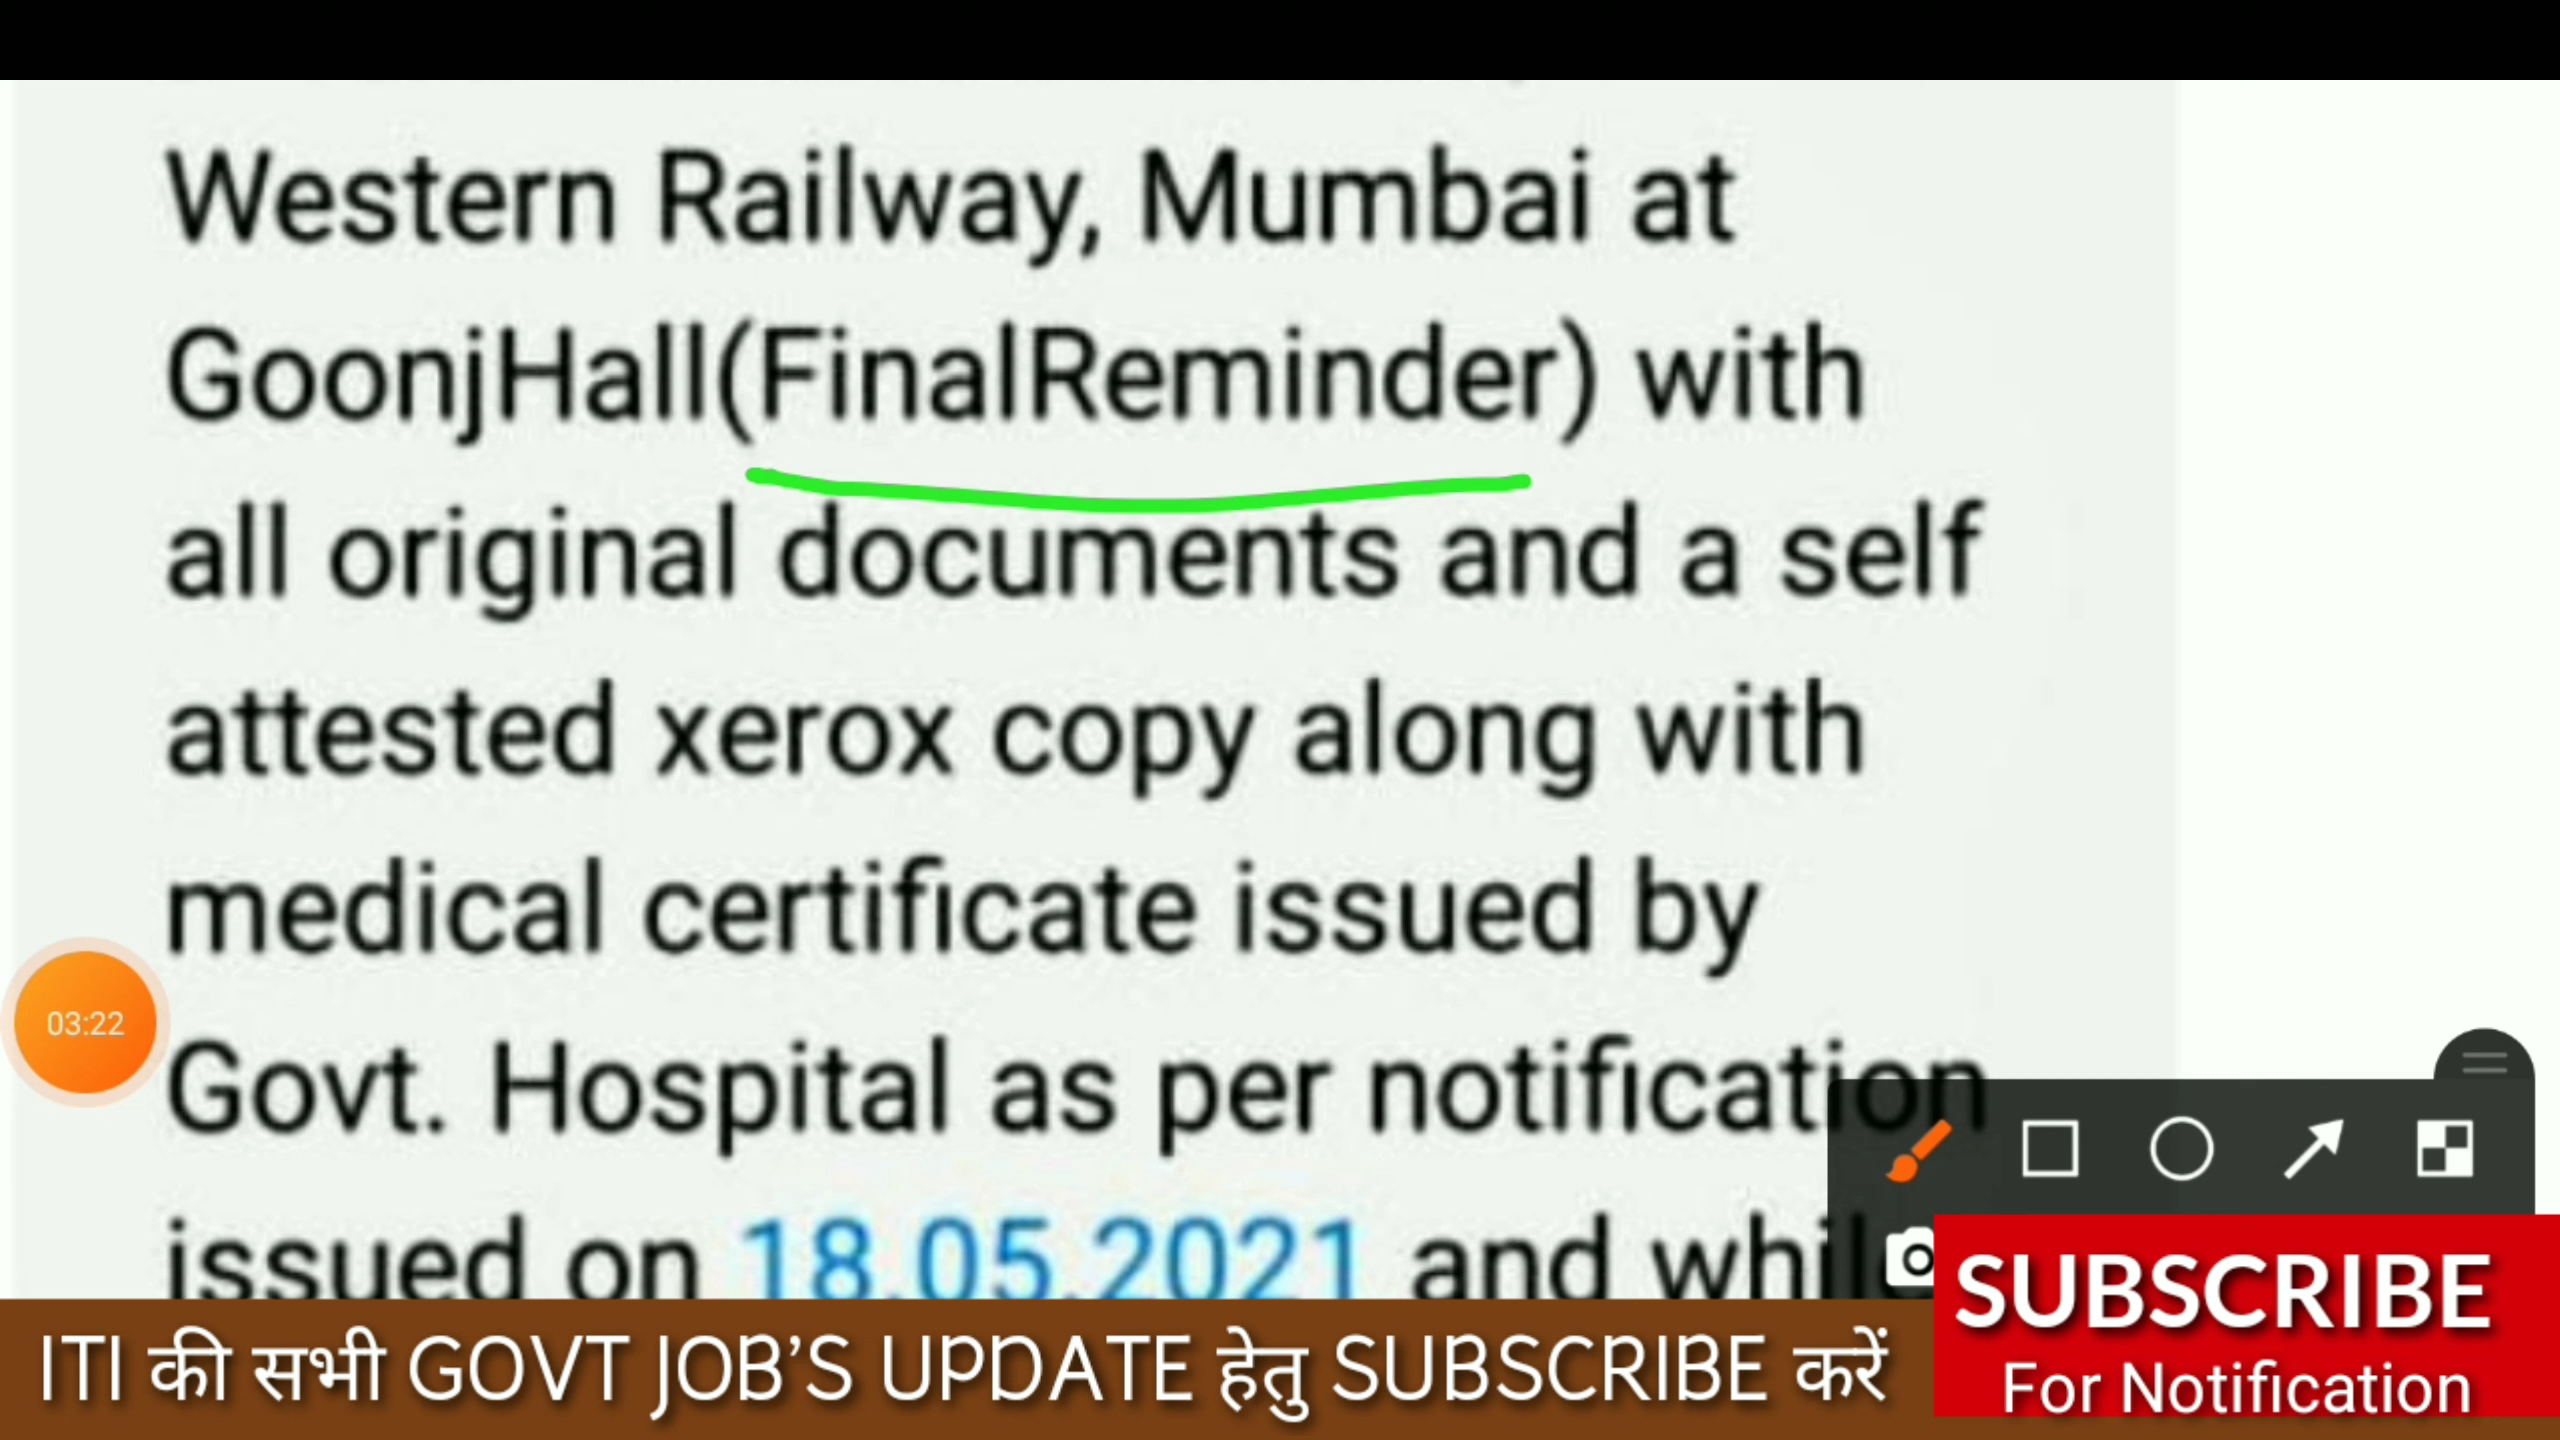 Western Railway, Mumbai at
GoonjHall(FinalReminder) with
all original documents and a self
attested xerox copy along with
medical certificate issued by
Govt. Hospital as per notification
issued on 18.05.2021 and while
03:22
SUBSCRIBE
For Notification
ITI की सभी GOVT JOB'S UPDATE हेतु SUBSCRIBE करें